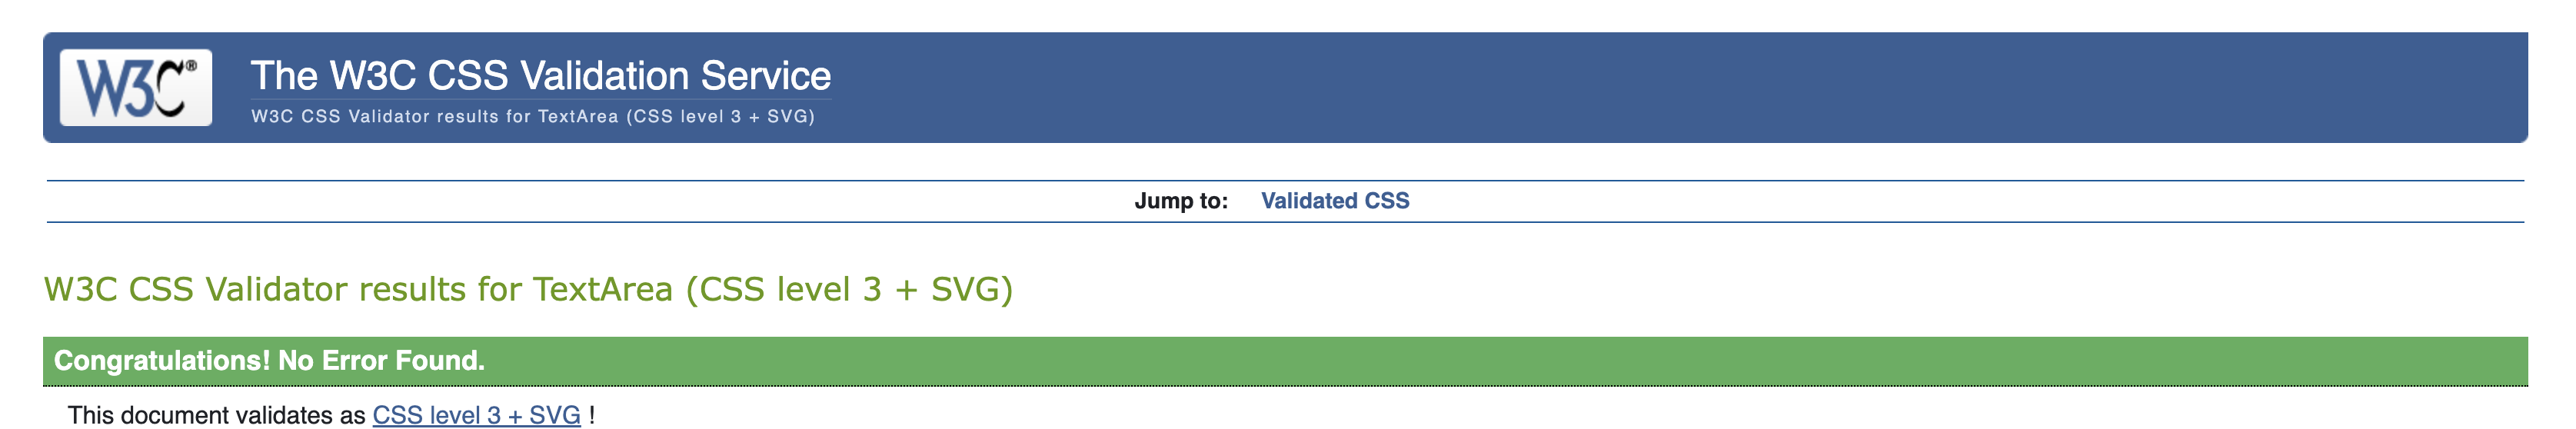 W3C®
The W3C CSS Validation Service
W3C CSS Validator results for TextArea (CSS level 3 + SVG)
Jump to: Validated CSS
W3C CSS Validator results for TextArea (CSS level 3 + SVG)
Congratulations! No Error Found.
This document validates as CSS level 3 + SVG !